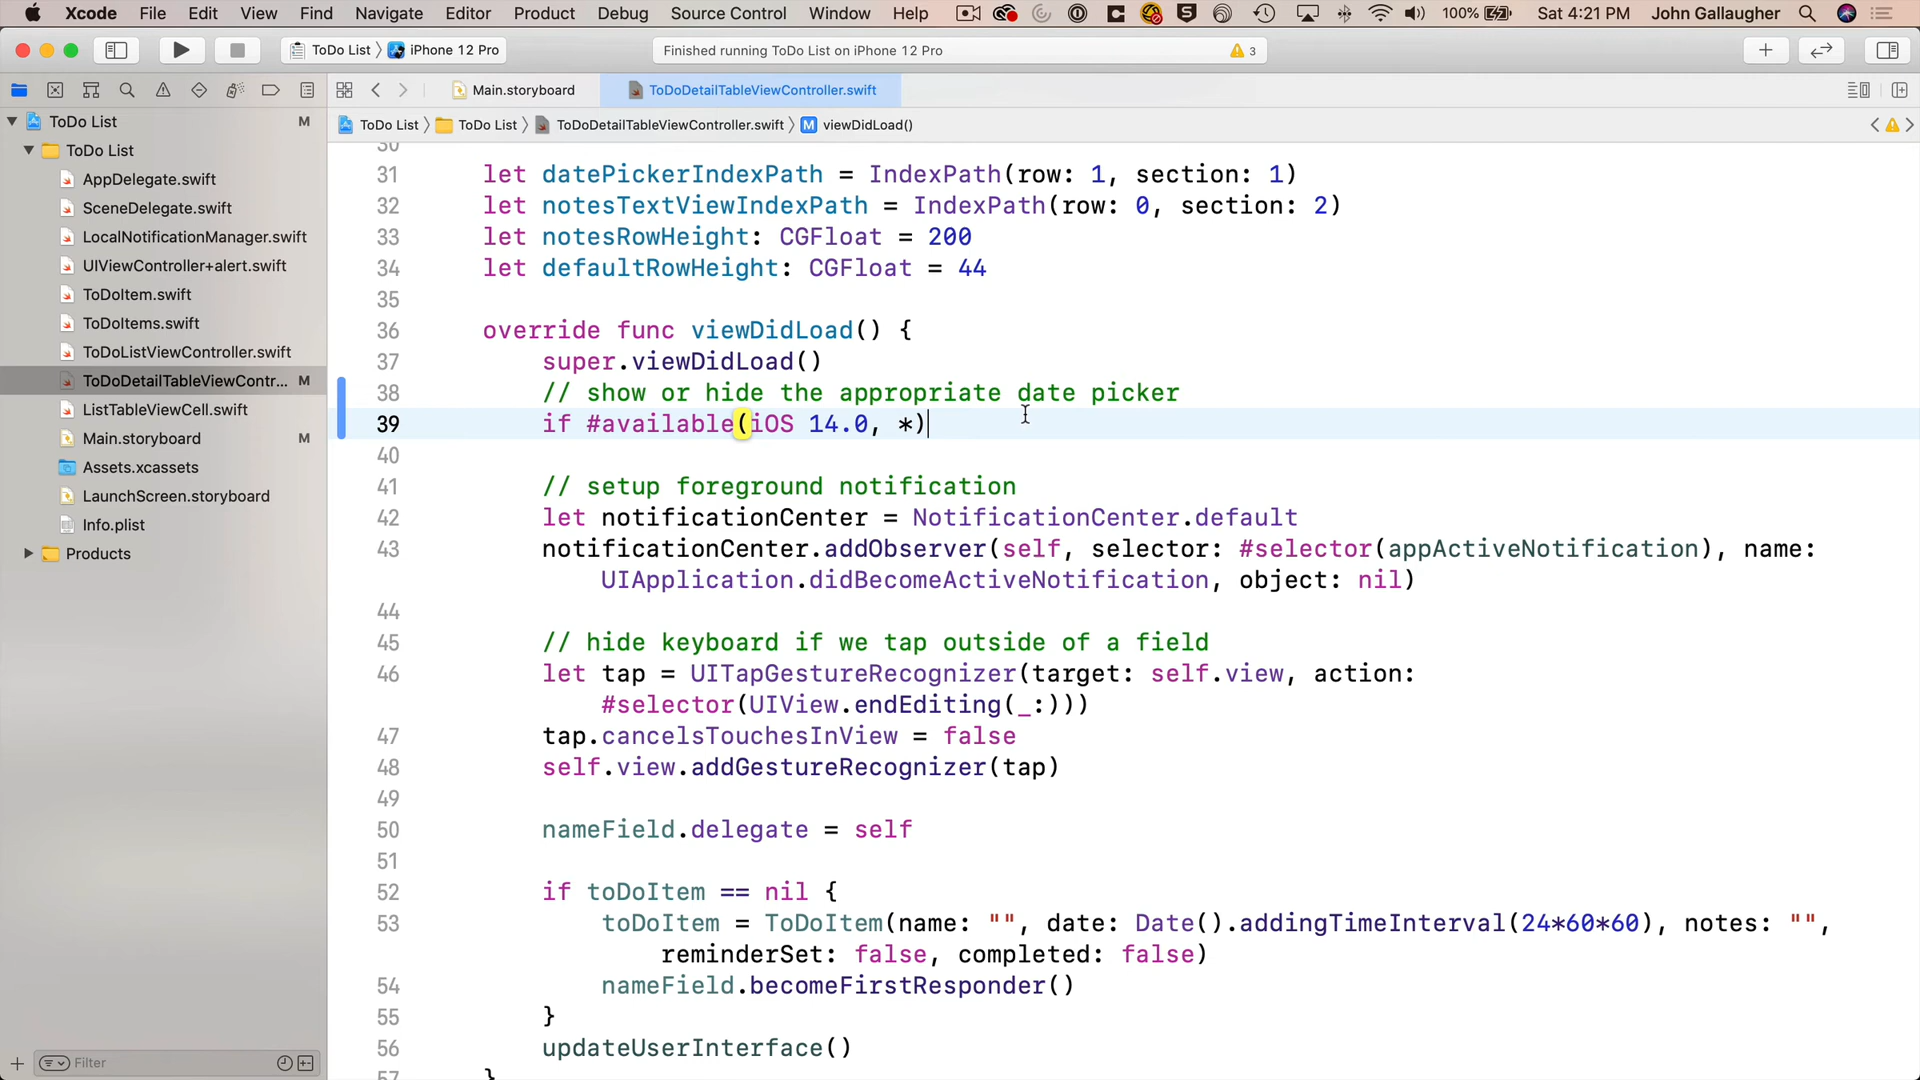 Xcode File Edit View Find Navigate Editor Product Debug Source Control Window Help 100% Sat 4:21 PM John Gallaugher
ToDo List iPhone 12 Pro
Finished running ToDo List on iPhone 12 Pro 3
Main.storyboard
ToDoDetailTableViewController.swift
ToDo List M
ToDo List ToDo List ToDoDetailTableViewController.swift M viewDidLoad()
ToDo List
AppDelegate.swift
SceneDelegate.swift
LocalNotificationManager.swift
UIViewController+alert.swift
ToDoItem.swift
ToDoItems.swift
ToDoListViewController.swift
ToDoDetailTableViewContr... M
ListTableViewCell.swift
Main.storyboard
Assets.xcassets
LaunchScreen.storyboard
Info.plist
Products
Filter
30
31 let datePickerIndexPath = IndexPath(row: 1, section: 1)
32 let notesTextViewIndexPath = IndexPath(row: 0, section: 2)
33 let notesRowHeight: CGFloat = 200
34 let defaultRowHeight: CGFloat = 44
35
36 override func viewDidLoad() {
37 super.viewDidLoad()
38 // show or hide the appropriate date picker
39 if #available(iOS 14.0, *)
40
41 // setup foreground notification
42 let notificationCenter = NotificationCenter.default
43 notificationCenter.addObserver(self, selector: #selector(appActiveNotification), name:
UIApplication.didBecomeActiveNotification, object: nil)
44
45 // hide keyboard if we tap outside of a field
46 let tap = UITapGestureRecognizer(target: self.view, action:
#selector(UIView.endEditing(_:)))
47 tap.cancelsTouchesInView = false
48 self.view.addGestureRecognizer(tap)
49
50 nameField.delegate = self
51
52 if toDoItem == nil {
53 toDoItem = ToDoItem(name: "", date: Date().addingTimeInterval(24*60*60), notes: "",
reminderSet: false, completed: false)
54 nameField.becomeFirstResponder()
55 }
56 updateUserInterface()
57 }